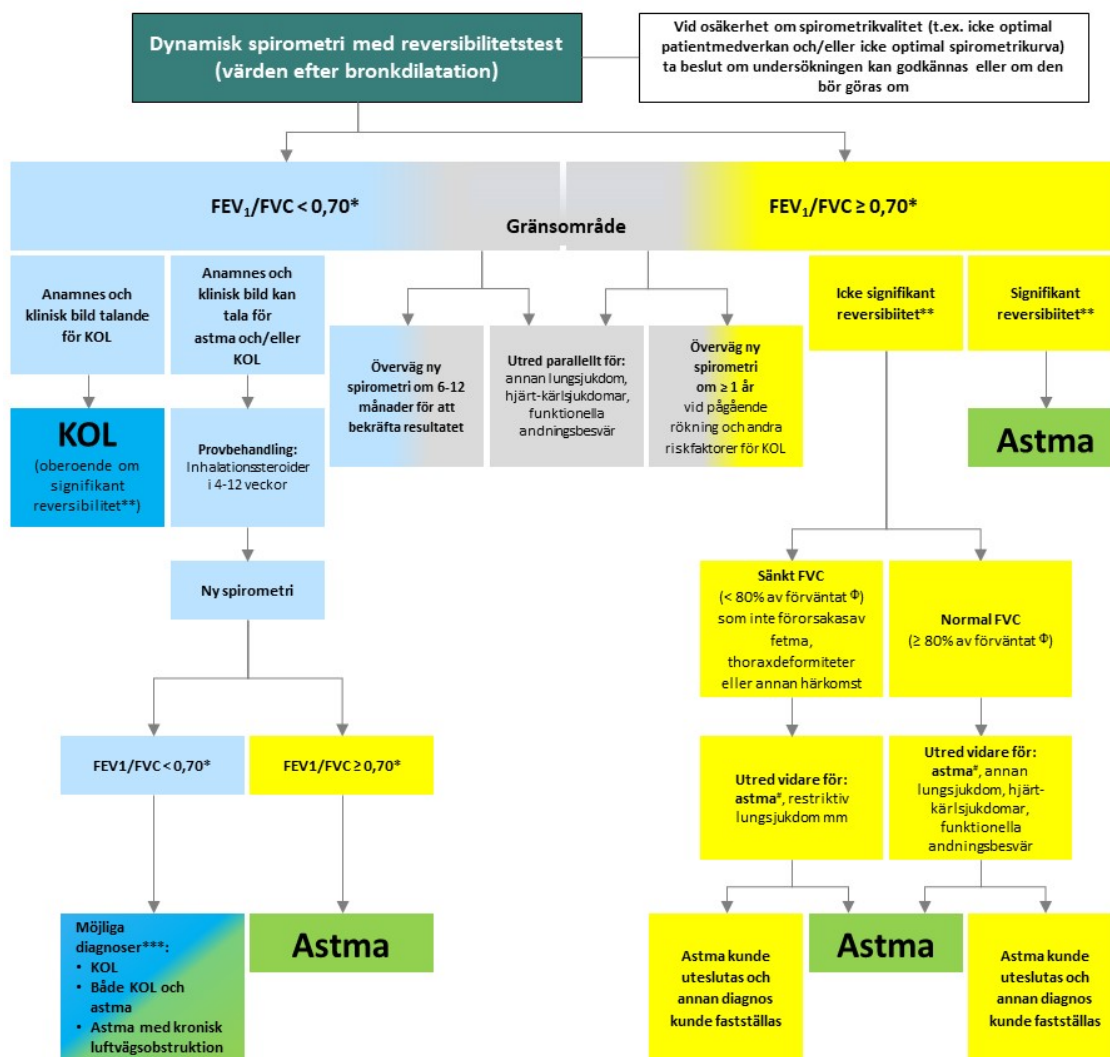 Dynamisk spirometri med reversibilitetstest
(värden efter bronkdilatation)
Vid osäkerhet om spirometrikvalitet (t.ex. icke optimal
patientmedverkan och/eller icke optimal spirometrikurva)
ta beslut om undersökningen kan godkännas eller om den
bör göras om
FEV₁/FVC < 0,70*
Gränsområde
FEV₁/FVC ≥ 0,70*
Anamnes och
klinisk bild talande
för KOL
Anamnes och
klinisk bild kan
tala för
astma och/eller
KOL
Överväg ny
spirometri om 6-12
månader för att
bekräfta resultatet
Utred parallellt för:
annan lungsjukdom,
hjärt-kärlsjukdomar,
funktionella
andningsbesvär
Överväg ny
spirometri
om ≥ 1 år
vid pågående
rökning och andra
riskfaktorer för KOL
Icke signifikant
reversibiitet**
Signifikant
reversibiitet**
KOL
(oberoende om
signifikant
reversibilitet**)
Provbehandling:
Inhalationssteroider
i 4-12 veckor
Astma
Ny spirometri
Sänkt FVC
(< 80% av förväntat Φ)
som inte förorsakas av
fetma,
thoraxdeformiteter
eller annan härkomst
Normal FVC
(≥ 80% av förväntat Φ)
FEV1/FVC < 0,70*
FEV1/FVC ≥ 0,70*
Utred vidare för:
astma#, restriktiv
lungsjukdom mm
Utred vidare för:
astma#, annan
lungsjukdom, hjärt-
kärlsjukdomar,
funktionella
andningsbesvär
Möjliga
diagnoser***:
• KOL
• Både KOL och
astma
• Astma med kronisk
luftvägsobstruktion
Astma
Astma kunde
uteslutas och
annan diagnos
kunde fastställas
Astma
Astma kunde
uteslutas och
annan diagnos
kunde fastställas